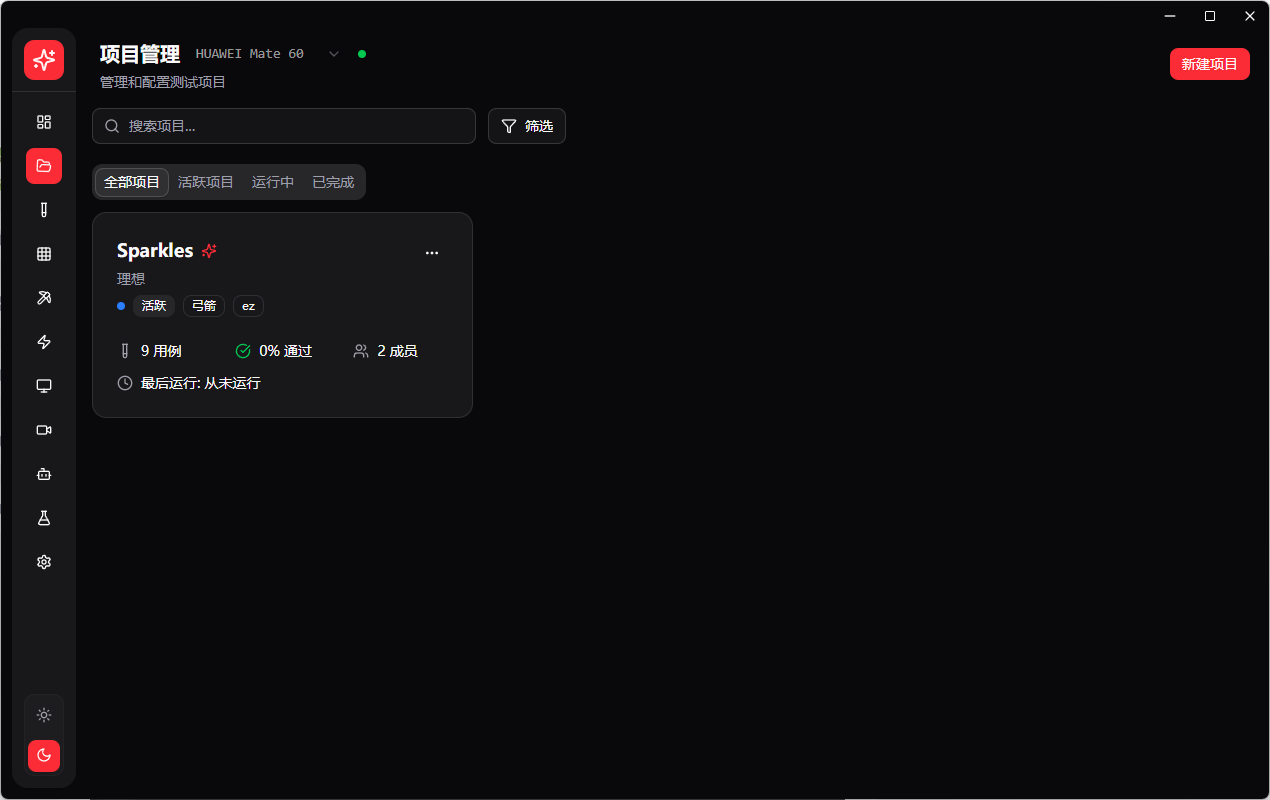 项目管理 HUAWEI Mate 60
管理和配置测试项目
新建项目
搜索项目...
筛选
全部项目 活跃项目 运行中 已完成
Sparkles
理想
活跃 弓箭 ez
9 用例 0% 通过 2 成员
最后运行: 从未运行